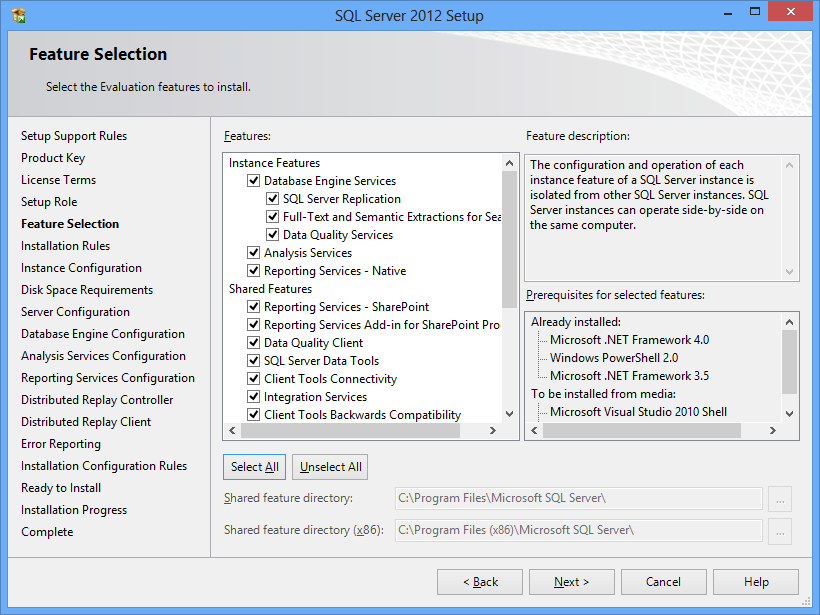 SQL Server 2012 Setup
Feature Selection
Select the Evaluation features to install.
Setup Support Rules
Product Key
License Terms
Setup Role
Feature Selection
Installation Rules
Instance Configuration
Disk Space Requirements
Server Configuration
Database Engine Configuration
Analysis Services Configuration
Reporting Services Configuration
Distributed Replay Controller
Distributed Replay Client
Error Reporting
Installation Configuration Rules
Ready to Install
Installation Progress
Complete
Features:
Instance Features
Database Engine Services
SQL Server Replication
Full-Text and Semantic Extractions for Sea
Data Quality Services
Analysis Services
Reporting Services - Native
Shared Features
Reporting Services - SharePoint
Reporting Services Add-in for SharePoint Pro
Data Quality Client
SQL Server Data Tools
Client Tools Connectivity
Integration Services
Client Tools Backwards Compatibility
Feature description:
The configuration and operation of each
instance feature of a SQL Server instance is
isolated from other SQL Server instances. SQL
Server instances can operate side-by-side on
the same computer.
Prerequisites for selected features:
Already installed:
Microsoft .NET Framework 4.0
Windows PowerShell 2.0
Microsoft .NET Framework 3.5
To be installed from media:
Microsoft Visual Studio 2010 Shell
Select All
Unselect All
Shared feature directory:
C:\Program Files\Microsoft SQL Server\
...
Shared feature directory (x86):
C:\Program Files (x86)\Microsoft SQL Server\
...
< Back
Next >
Cancel
Help